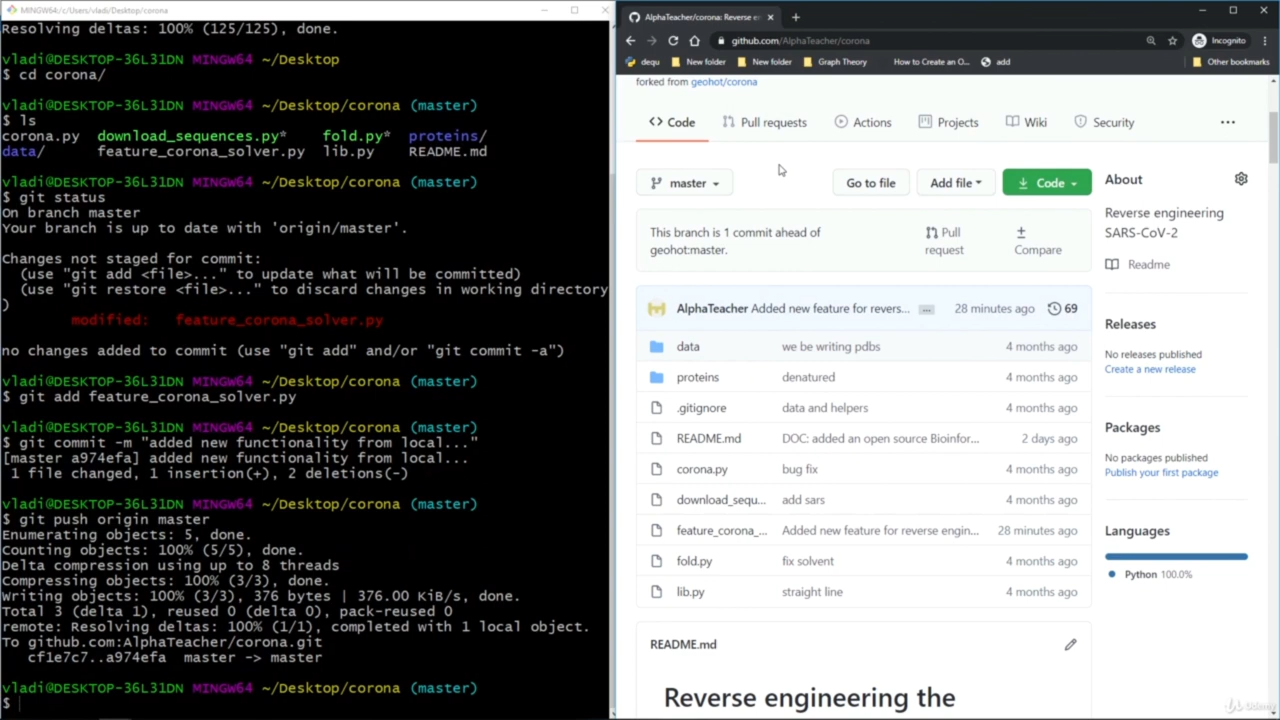 MINGW64:/c/Users/vladi/Desktop/corona
Resolving deltas: 100% (125/125), done.
vladi@DESKTOP-36L31DN MINGW64 ~/Desktop
$ cd corona/
vladi@DESKTOP-36L31DN MINGW64 ~/Desktop/corona (master)
$ ls
corona.py download_sequences.py* fold.py* proteins/
data/ feature_corona_solver.py lib.py README.md
vladi@DESKTOP-36L31DN MINGW64 ~/Desktop/corona (master)
$ git status
On branch master
Your branch is up to date with 'origin/master'.
Changes not staged for commit:
(use "git add <file>..." to update what will be committed)
(use "git restore <file>..." to discard changes in working directory
)
modified: feature_corona_solver.py
no changes added to commit (use "git add" and/or "git commit -a")
vladi@DESKTOP-36L31DN MINGW64 ~/Desktop/corona (master)
$ git add feature_corona_solver.py
vladi@DESKTOP-36L31DN MINGW64 ~/Desktop/corona (master)
$ git commit -m "added new functionality from local..."
[master a974efa] added new functionality from local...
1 file changed, 1 insertion(+), 2 deletions(-)
vladi@DESKTOP-36L31DN MINGW64 ~/Desktop/corona (master)
$ git push origin master
Enumerating objects: 5, done.
Counting objects: 100% (5/5), done.
Delta compression using up to 8 threads
Compressing objects: 100% (3/3), done.
Writing objects: 100% (3/3), 376 bytes | 376.00 KiB/s, done.
Total 3 (delta 1), reused 0 (delta 0), pack-reused 0
remote: Resolving deltas: 100% (1/1), completed with 1 local object.
To github.com:AlphaTeacher/corona.git
cf1e7c7..a974efa master -> master
vladi@DESKTOP-36L31DN MINGW64 ~/Desktop/corona (master)
$
AlphaTeacher/corona: Reverse e
github.com/AlphaTeacher/corona
Incognito
dequ New folder New folder Graph Theory How to Create an O... add Other bookmarks
forked from geohot/corona
Code Pull requests Actions Projects Wiki Security
master Go to file Add file Code
This branch is 1 commit ahead of
geohot:master.
Pull
request
Compare
AlphaTeacher Added new feature for revers... 28 minutes ago 69
data we be writing pdbs 4 months ago
proteins denatured 4 months ago
.gitignore data and helpers 4 months ago
README.md DOC: added an open source Bioinfor... 2 days ago
corona.py bug fix 4 months ago
download_sequ... add sars 4 months ago
feature_corona_... Added new feature for reverse engin... 28 minutes ago
fold.py fix solvent 4 months ago
lib.py straight line 4 months ago
README.md
Reverse engineering the
About
Reverse engineering
SARS-CoV-2
Readme
Releases
No releases published
Create a new release
Packages
No packages published
Publish your first package
Languages
Python 100.0%
Udemy